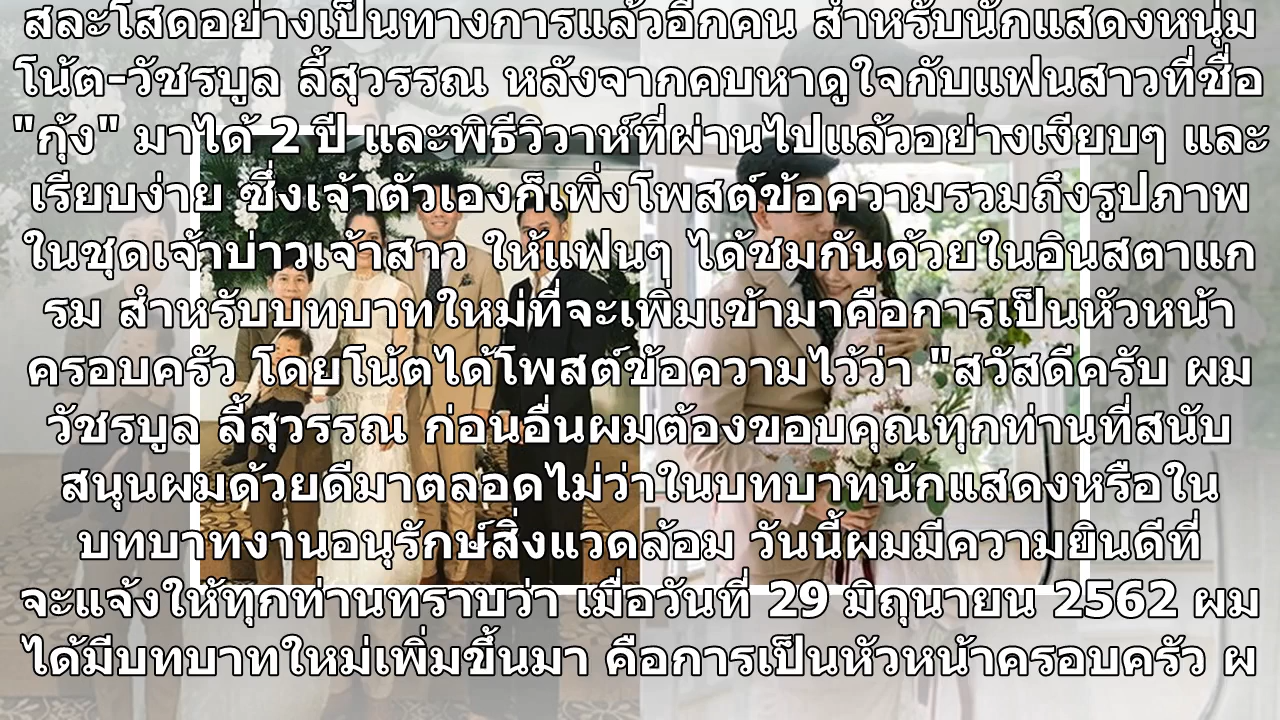 สละโสดอย่างเป็นทางการแล้วอีกคน สำหรับนักแสดงหนุ่ม
โน้ต-วัชรบูล ลี้สุวรรณ หลังจากคบหาดูใจกับแฟนสาวที่ชื่อ
"กุ้ง" มาได้ 2 ปี และพิธีวิวาห์ที่ผ่านไปแล้วอย่างเงียบๆ และ
เรียบง่าย ซึ่งเจ้าตัวเองก็เพิ่งโพสต์ข้อความรวมถึงรูปภาพ
ในชุดเจ้าบ่าวเจ้าสาว ให้แฟนๆ ได้ชมกันด้วยในอินสตาแก
รม สำหรับบทบาทใหม่ที่จะเพิ่มเข้ามาคือการเป็นหัวหน้า
ครอบครัว โดยโน้ตได้โพสต์ข้อความไว้ว่า "สวัสดีครับ ผม
วัชรบูล ลี้สุวรรณ ก่อนอื่นผมต้องขอบคุณทุกท่านที่สนับ
สนุนผมด้วยดีมาตลอดไม่ว่าในบทบาทนักแสดงหรือใน
บทบาทงานอนุรักษ์สิ่งแวดล้อม วันนี้ผมมีความยินดีที่
จะแจ้งให้ทุกท่านทราบว่า เมื่อวันที่ 29 มิถุนายน 2562 ผม
ได้มีบทบาทใหม่เพิ่มขึ้นมา คือการเป็นหัวหน้าครอบครัว ผ